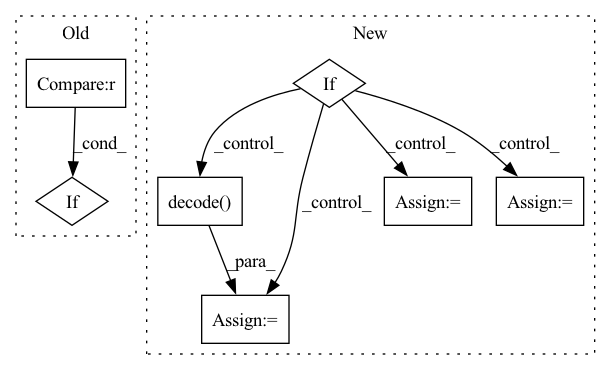 Old
New
Compare:r
If
_cond_
_control_
_control_
_control_
_control_
If
decode()
Assign:=
Assign:=
_para_
Assign:=